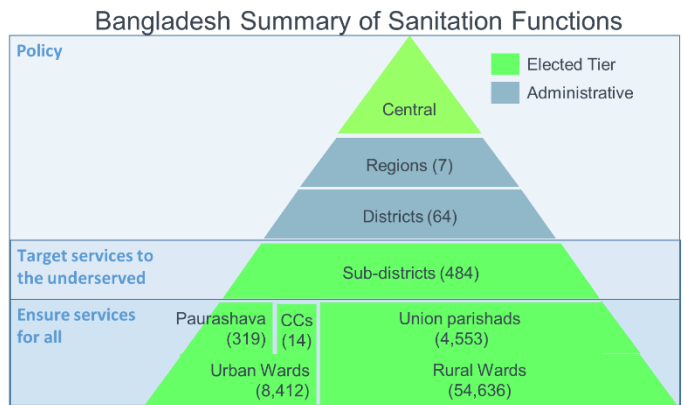 Bangladesh Summary of Sanitation Functions
Policy
Elected Tier
Administrative
Central
Regions (7)
Districts (64)
Target services to
the underserved
Sub-districts (484)
Ensure services
for all
Paurashava
(319)
CCs
(14)
Union parishads
(4,553)
Urban Wards
(8,412)
Rural Wards
(54,636)